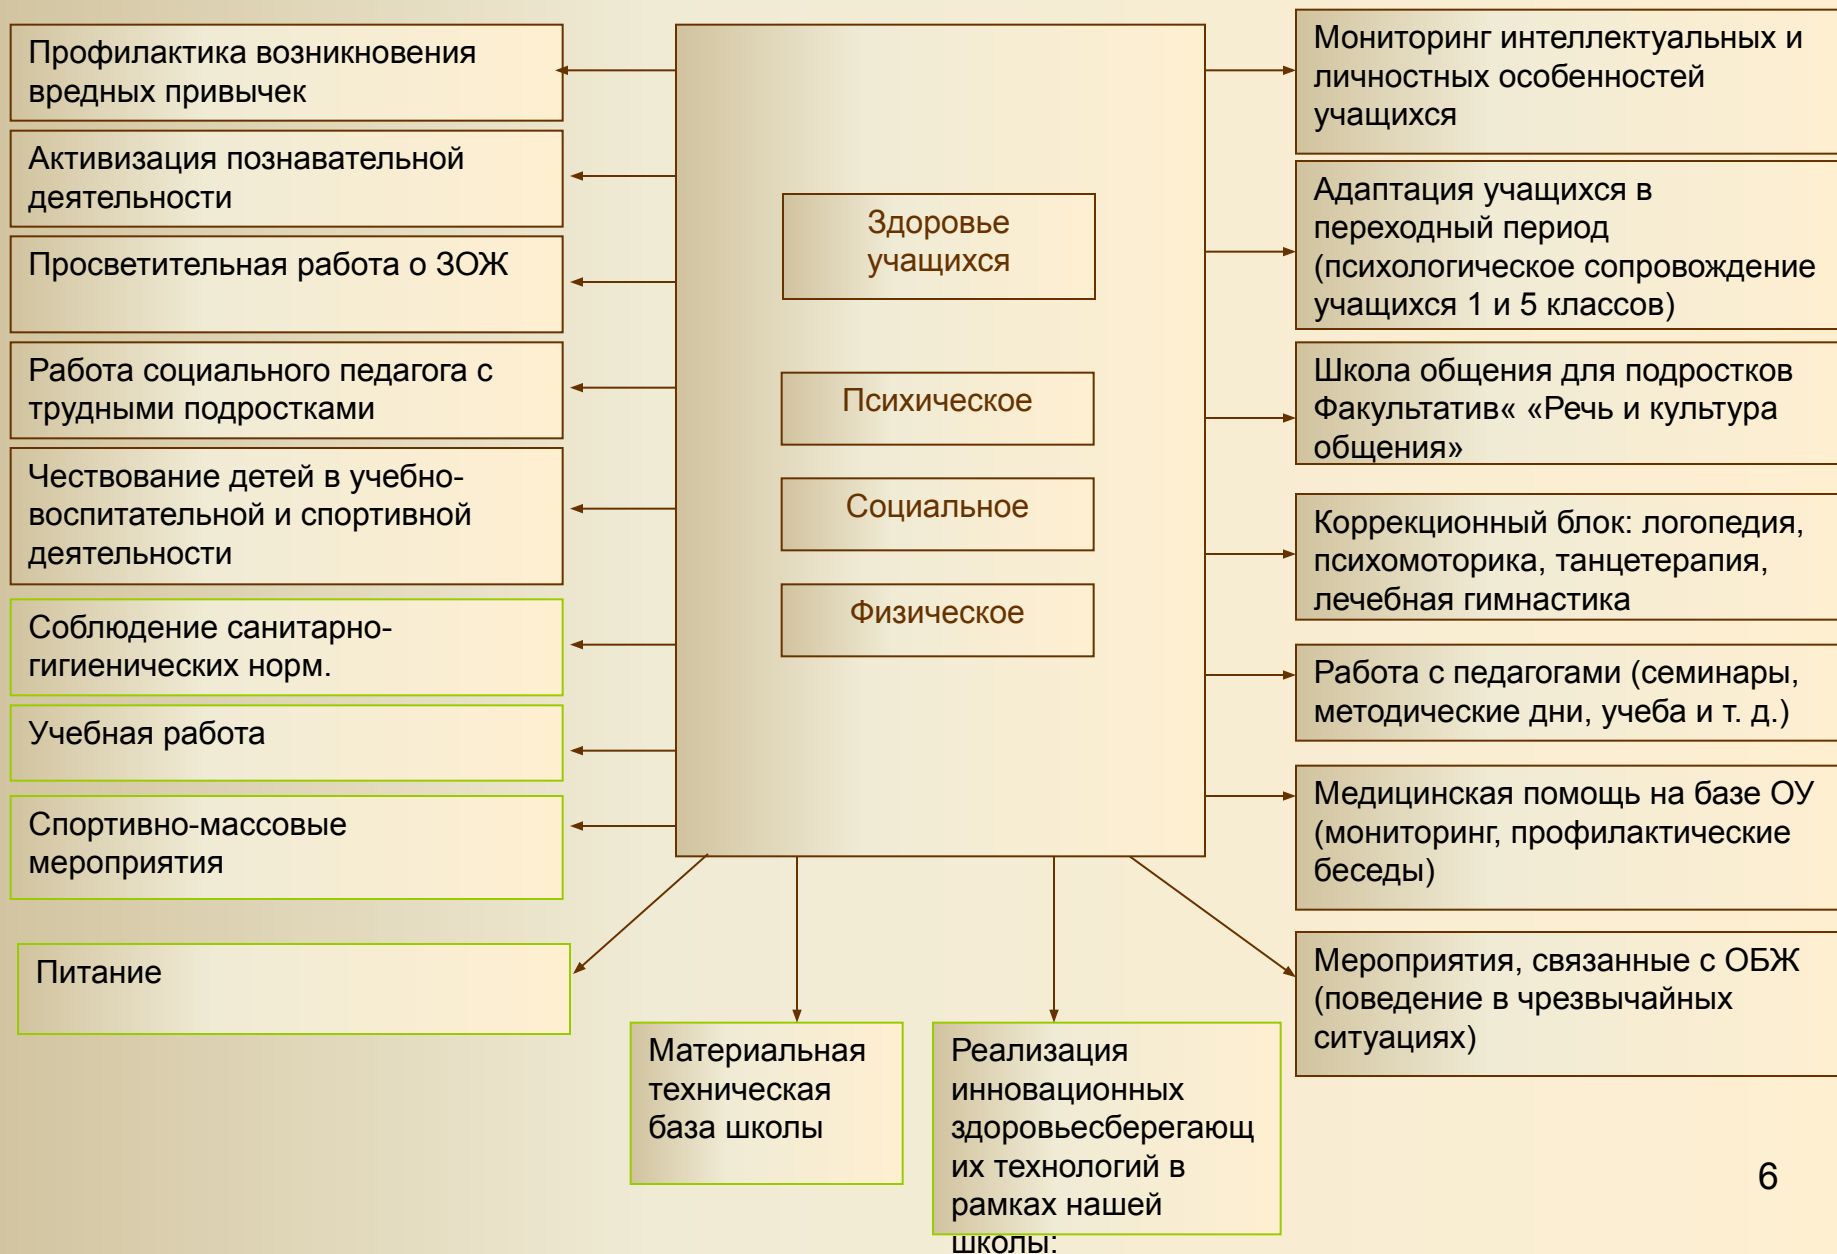 Профилактика возникновения
вредных привычек
Активизация познавательной
деятельности
Просветительная работа о ЗОЖ
Работа социального педагога с
трудными подростками
Чествование детей в учебно-
воспитательной и спортивной
деятельности
Соблюдение санитарно-
гигиенических норм.
Учебная работа
Спортивно-массовые
мероприятия
Питание
Здоровье
учащихся
Психическое
Социальное
Физическое
Материальная
техническая
база школы
Реализация
инновационных
здоровьесберегающ
их технологий в
рамках нашей
школы:
Мониторинг интеллектуальных и
личностных особенностей
учащихся
Адаптация учащихся в
переходный период
(психологическое сопровождение
учащихся 1 и 5 классов)
Школа общения для подростков
Факультатив« «Речь и культура
общения»
Коррекционный блок: логопедия,
психомоторика, танцетерапия,
лечебная гимнастика
Работа с педагогами (семинары,
методические дни, учеба и т. д.)
Медицинская помощь на базе ОУ
(мониторинг, профилактические
беседы)
Мероприятия, связанные с ОБЖ
(поведение в чрезвычайных
ситуациях)
6